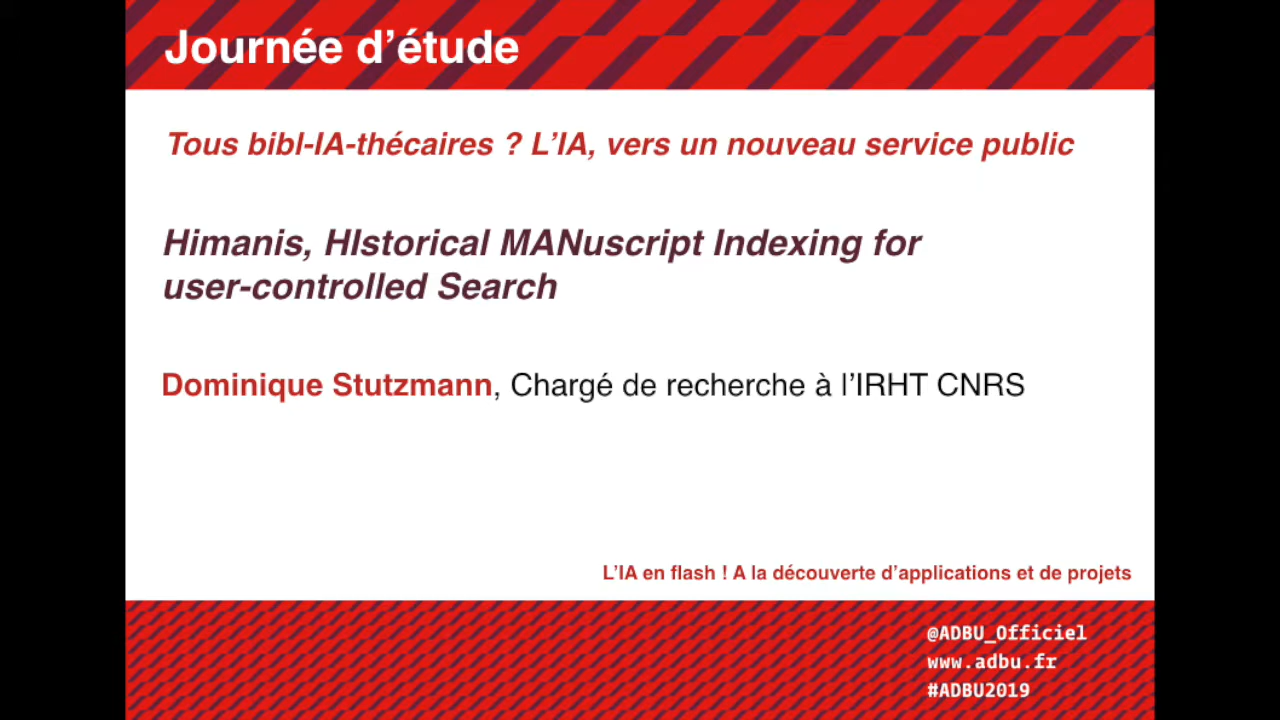 Journée d’étude
Tous bibl-IA-thécaires ? L’IA, vers un nouveau service public
Himanis, HIstorical MANuscript Indexing for
user-controlled Search
Dominique Stutzmann, Chargé de recherche à l’IRHT CNRS
L’IA en flash ! A la découverte d’applications et de projets
@ADBU_Officiel
www.adbu.fr
#ADBU2019